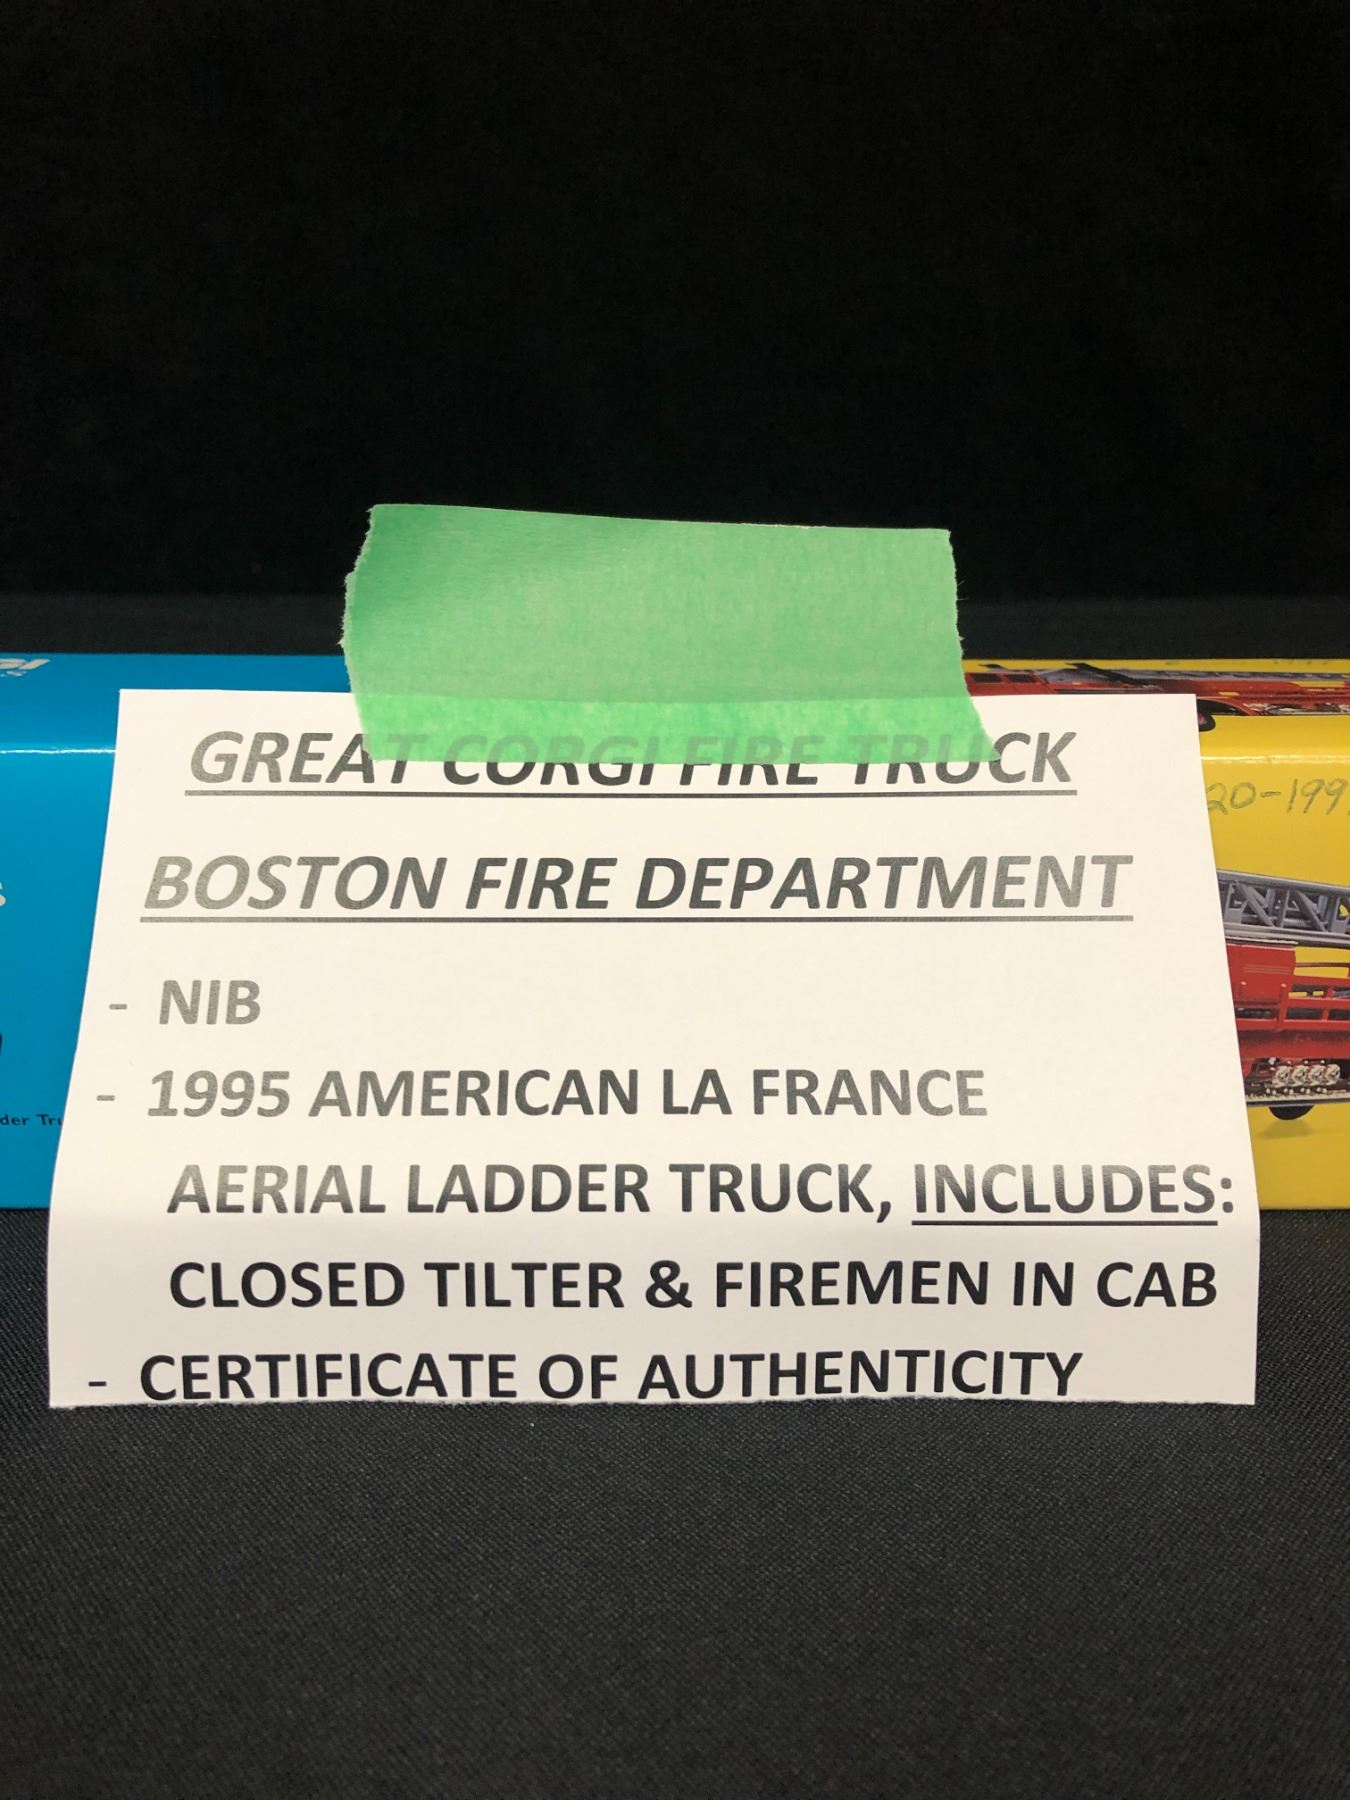 GREAT CORGI FIRE TRUCK
BOSTON FIRE DEPARTMENT
- NIB
- 1995 AMERICAN LA FRANCE
AERIAL LADDER TRUCK, INCLUDES:
CLOSED TILTER & FIREMEN IN CAB
- CERTIFICATE OF AUTHENTICITY